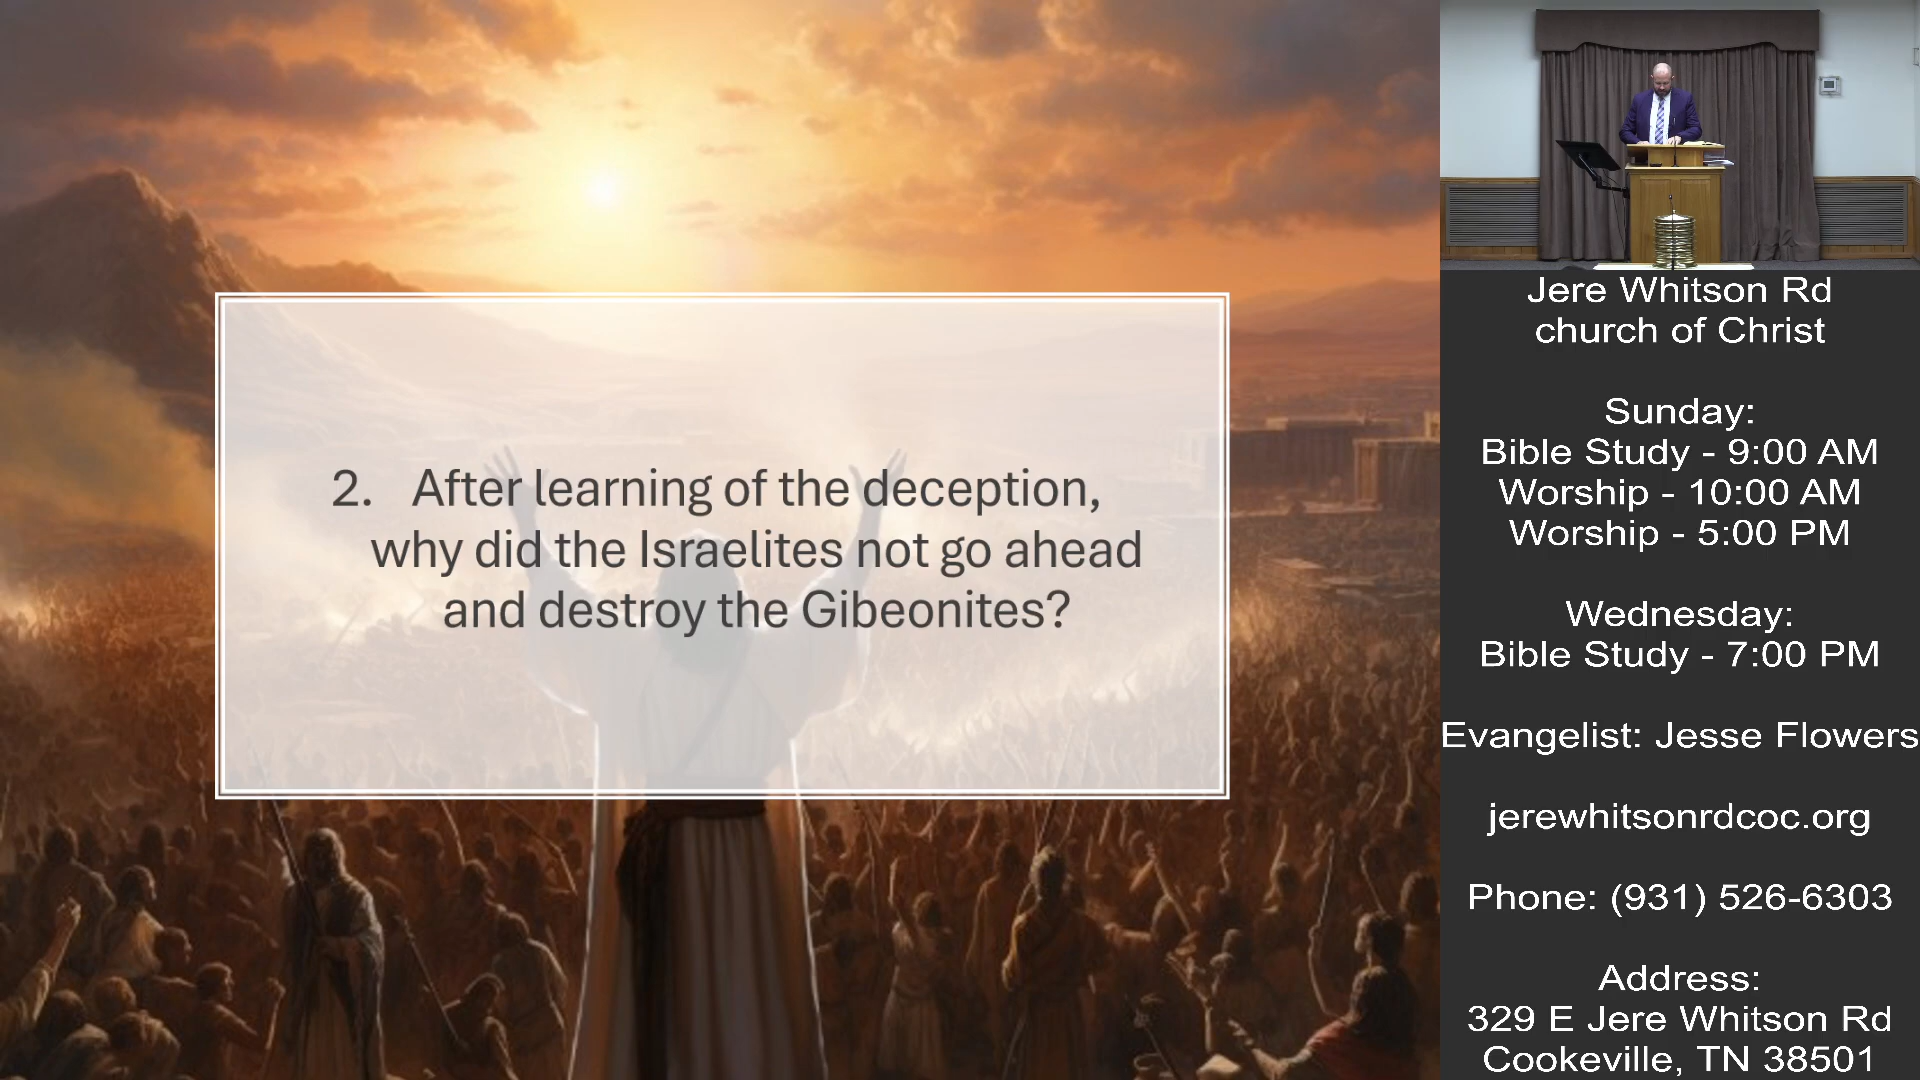 2. After learning of the deception,
why did the Israelites not go ahead
and destroy the Gibeonites?
Jere Whitson Rd
church of Christ
Sunday:
Bible Study - 9:00 AM
Worship - 10:00 AM
Worship - 5:00 PM
Wednesday:
Bible Study - 7:00 PM
Evangelist: Jesse Flowers
jerewhitsonrdcoc.org
Phone: (931) 526-6303
Address:
329 E Jere Whitson Rd
Cookeville, TN 38501